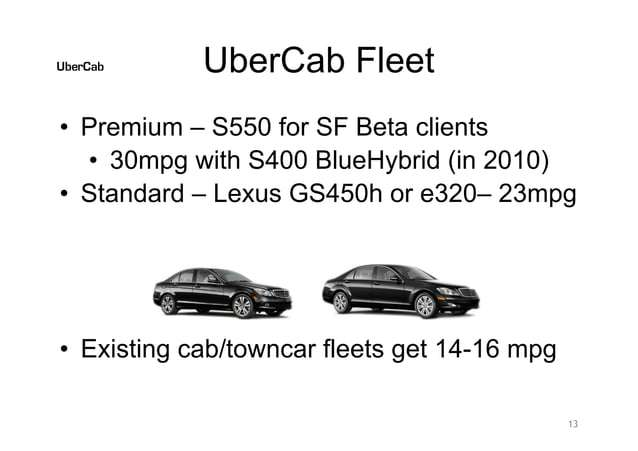 UberCab
UberCab Fleet
• Premium – S550 for SF Beta clients
• 30mpg with S400 BlueHybrid (in 2010)
• Standard – Lexus GS450h or e320– 23mpg
• Existing cab/towncar fleets get 14-16 mpg
13